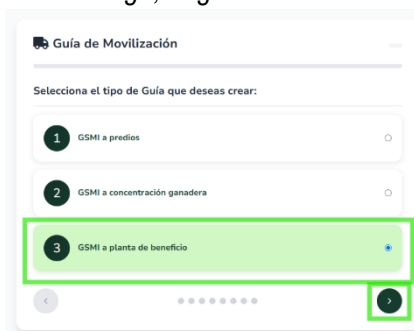 Guía de Movilización
Selecciona el tipo de Guía que deseas crear:
1 GSMI a predios
2 GSMI a concentración ganadera
3 GSMI a planta de beneficio